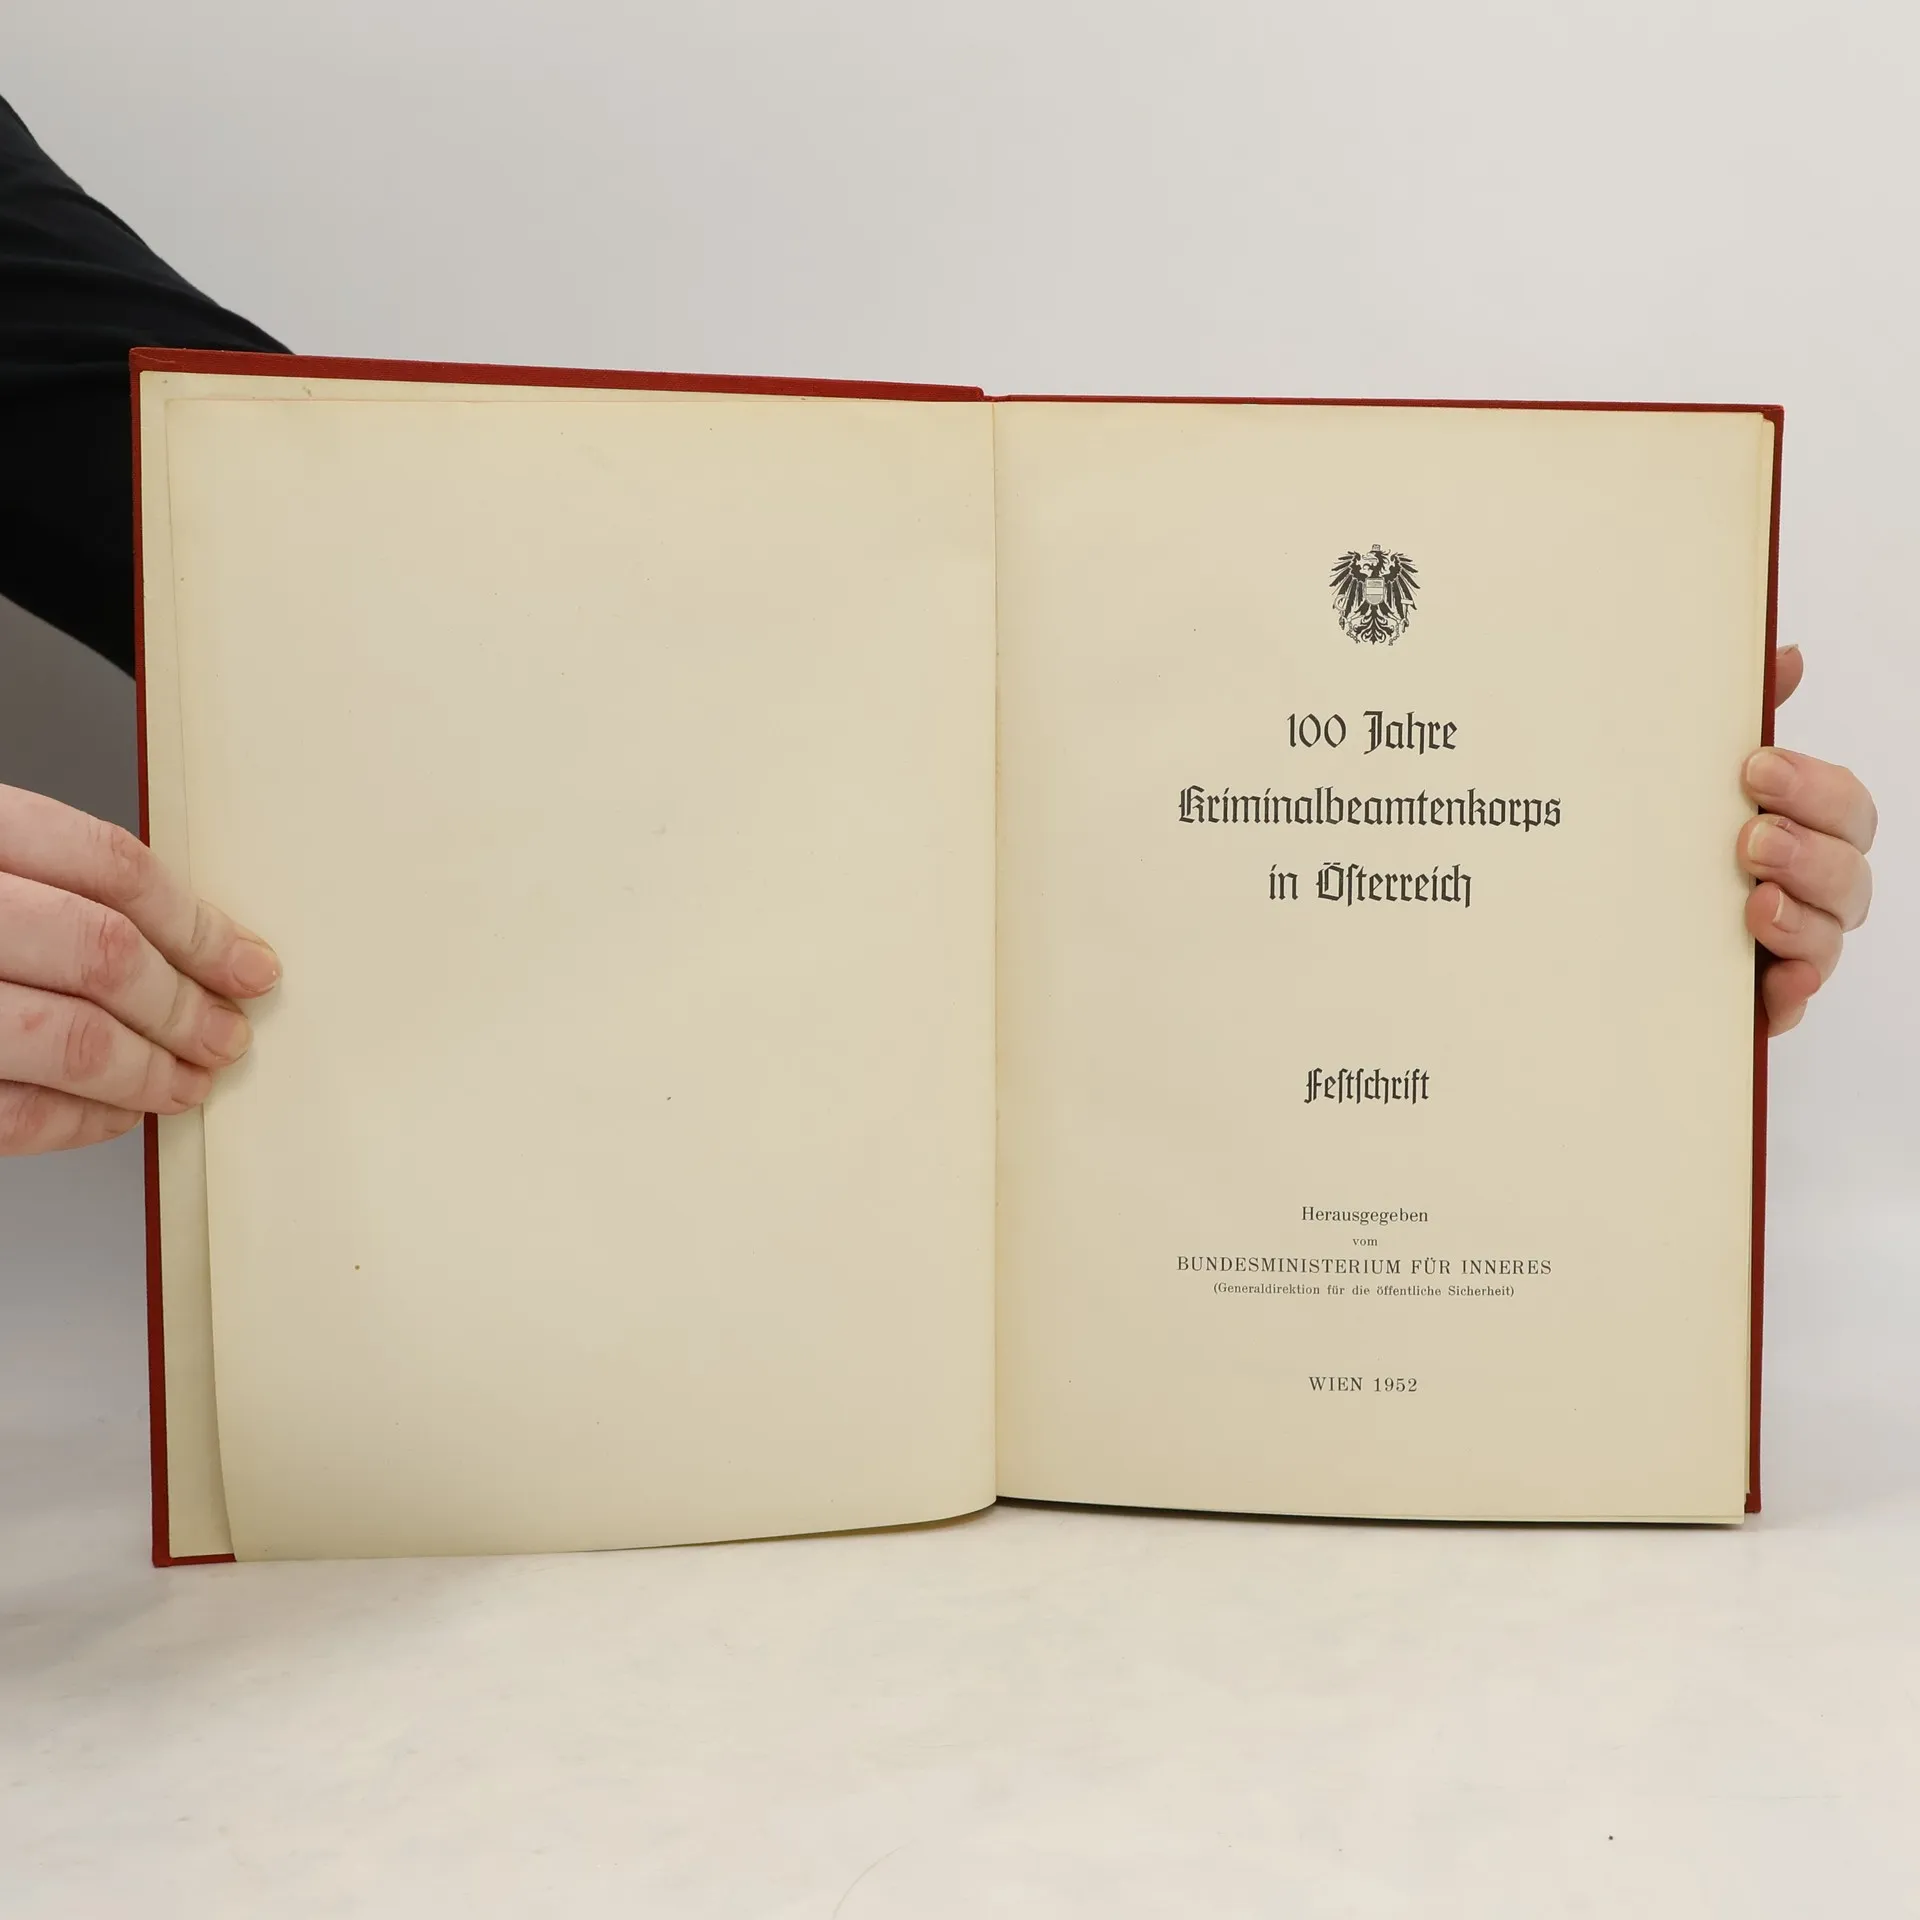 100 Jahre
Kriminalbeamtenkorps
in Öſterreich
Feſtſchrift
Herausgegeben
vom
BUNDESMINISTERIUM FÜR INNERES
(Generaldirektion für die öffentliche Sicherheit)
WIEN 1952